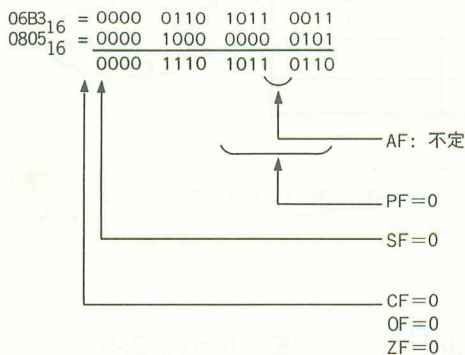 06B3₁₆ = 0000 0110 1011 0011
0805₁₆ = 0000 1000 0000 0101
0000 1110 1011 0110
AF: 不定
PF=0
SF=0
CF=0
OF=0
ZF=0